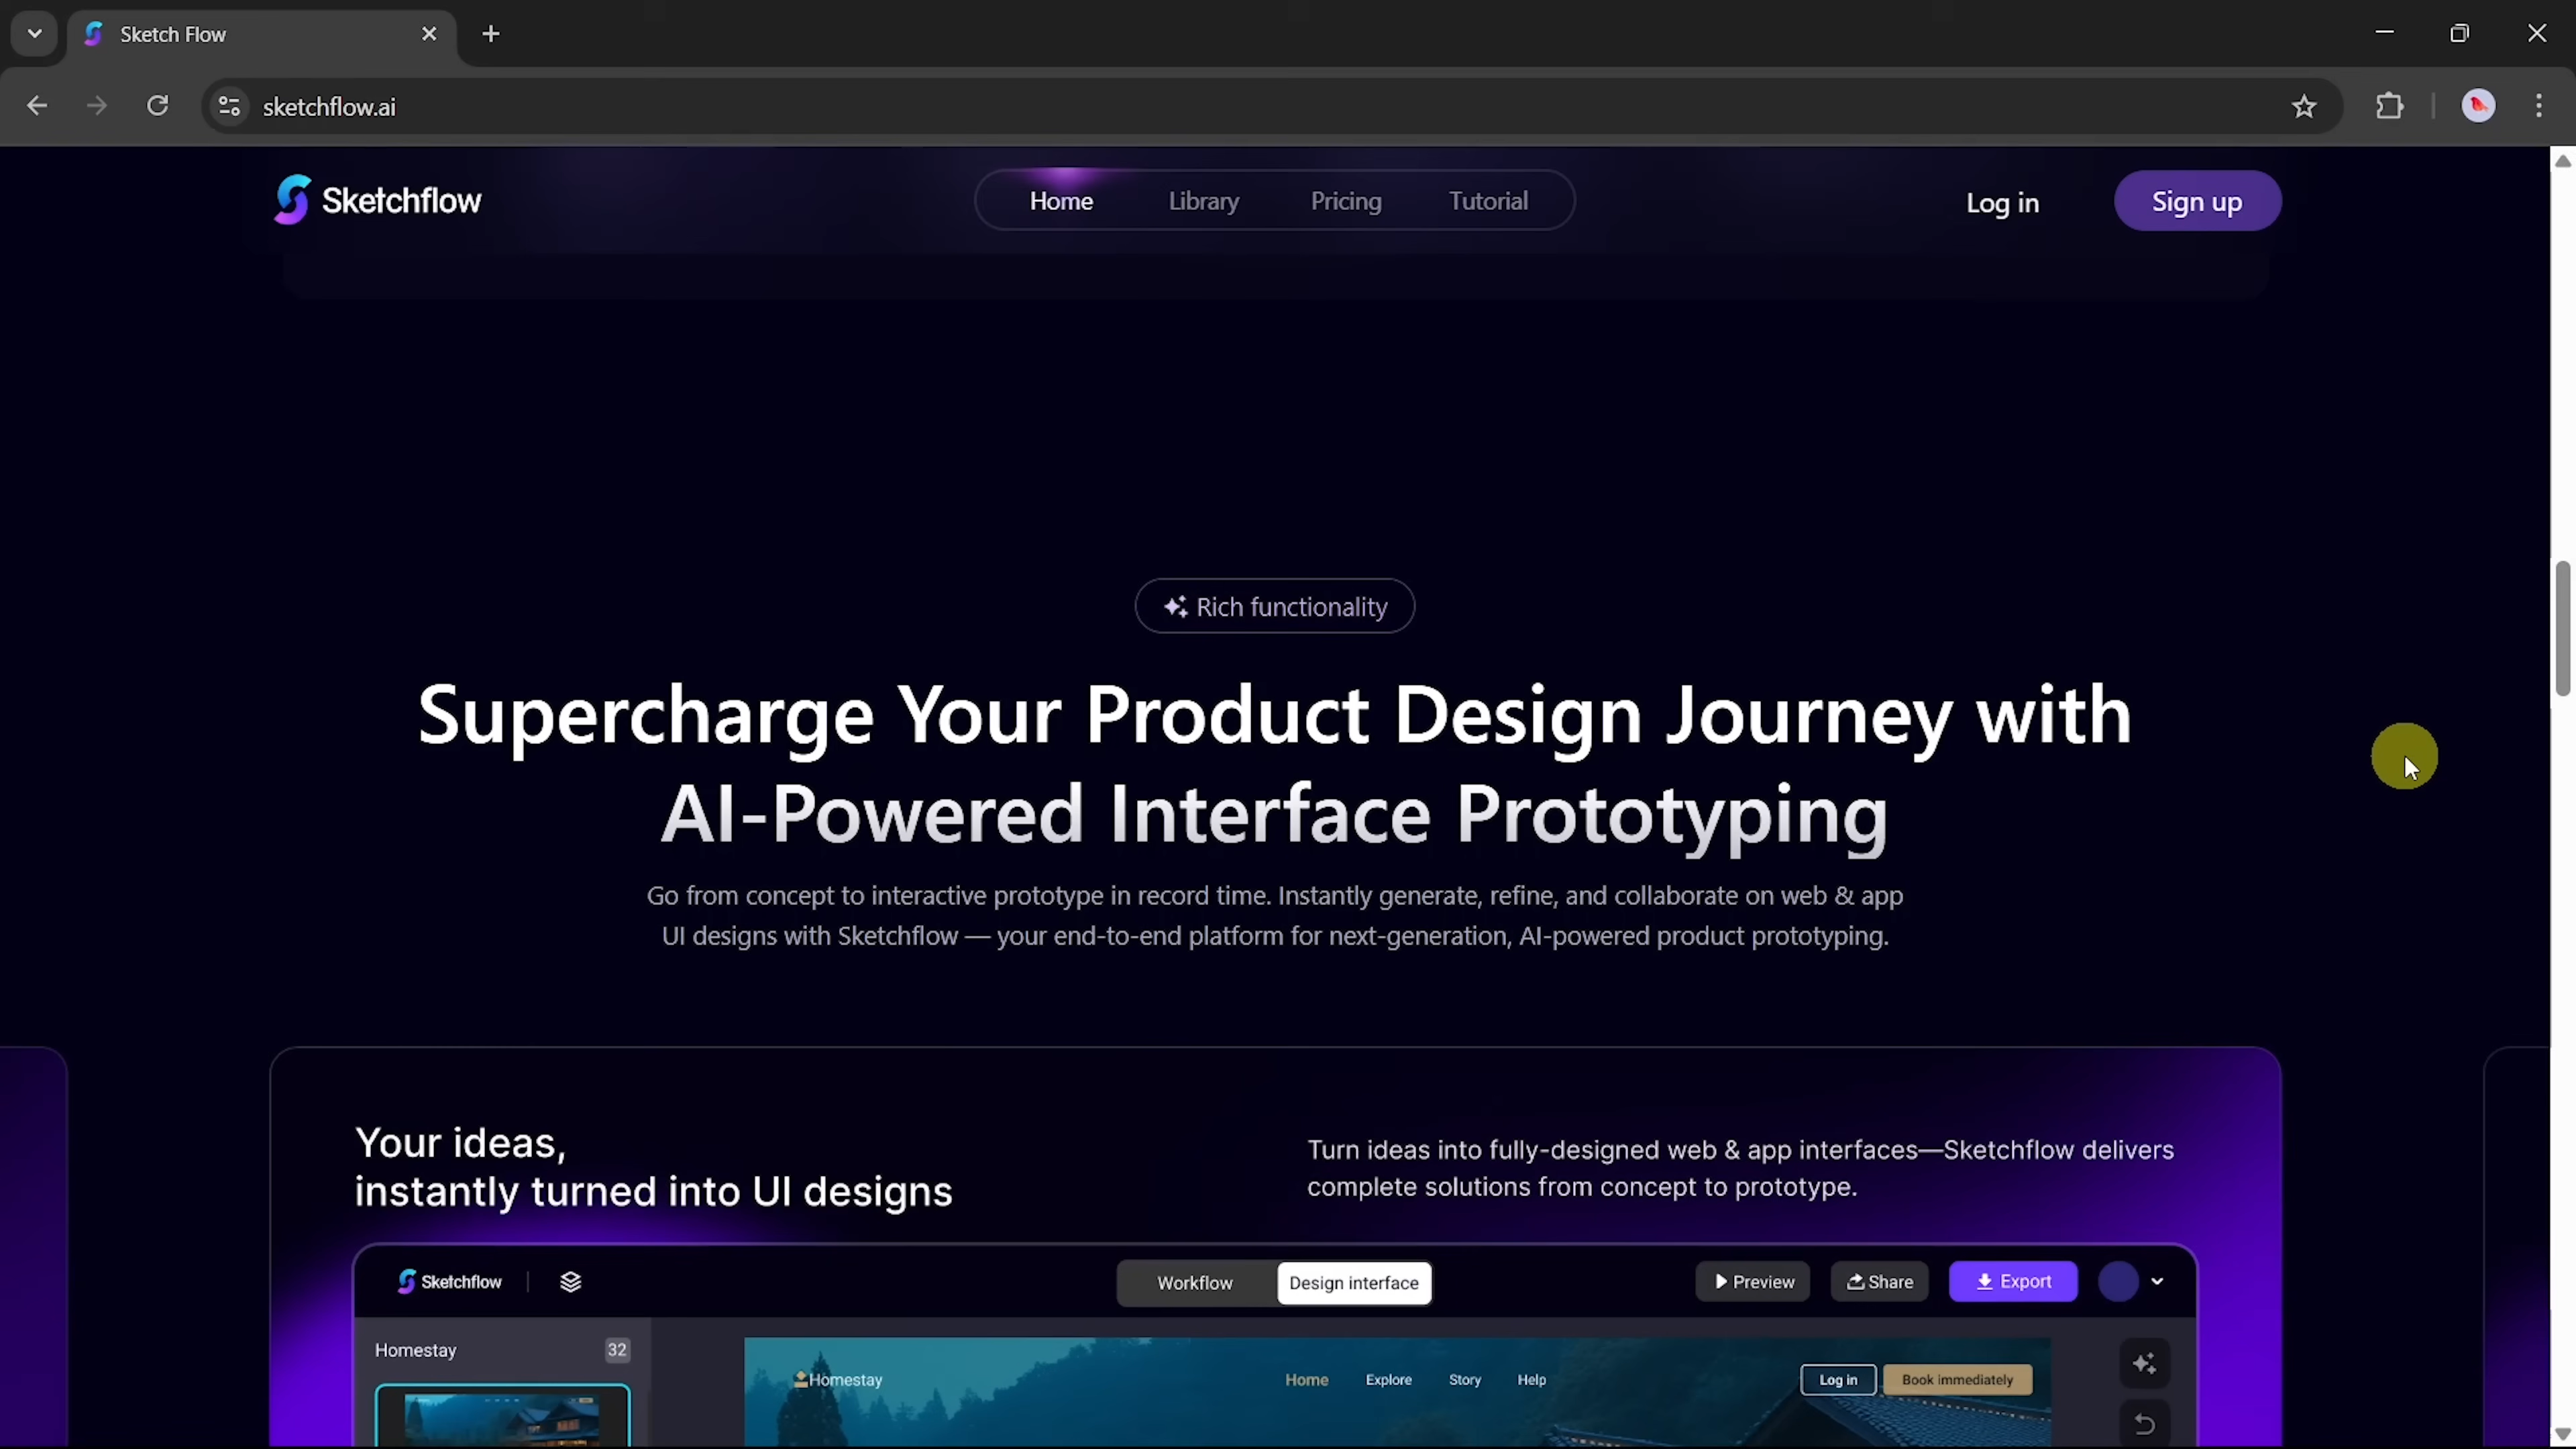 Sketch Flow
sketchflow.ai
Sketchflow
Home
Library
Pricing
Tutorial
Log in
Sign up
Rich functionality
Supercharge Your Product Design Journey with
AI-Powered Interface Prototyping
Go from concept to interactive prototype in record time. Instantly generate, refine, and collaborate on web & app
UI designs with Sketchflow — your end-to-end platform for next-generation, AI-powered product prototyping.
Your ideas,
instantly turned into UI designs
Turn ideas into fully-designed web & app interfaces—Sketchflow delivers
complete solutions from concept to prototype.
Sketchflow
Workflow
Design interface
Preview
Share
Export
Homestay
32
Homestay
Home
Explore
Story
Help
Log in
Book immediately